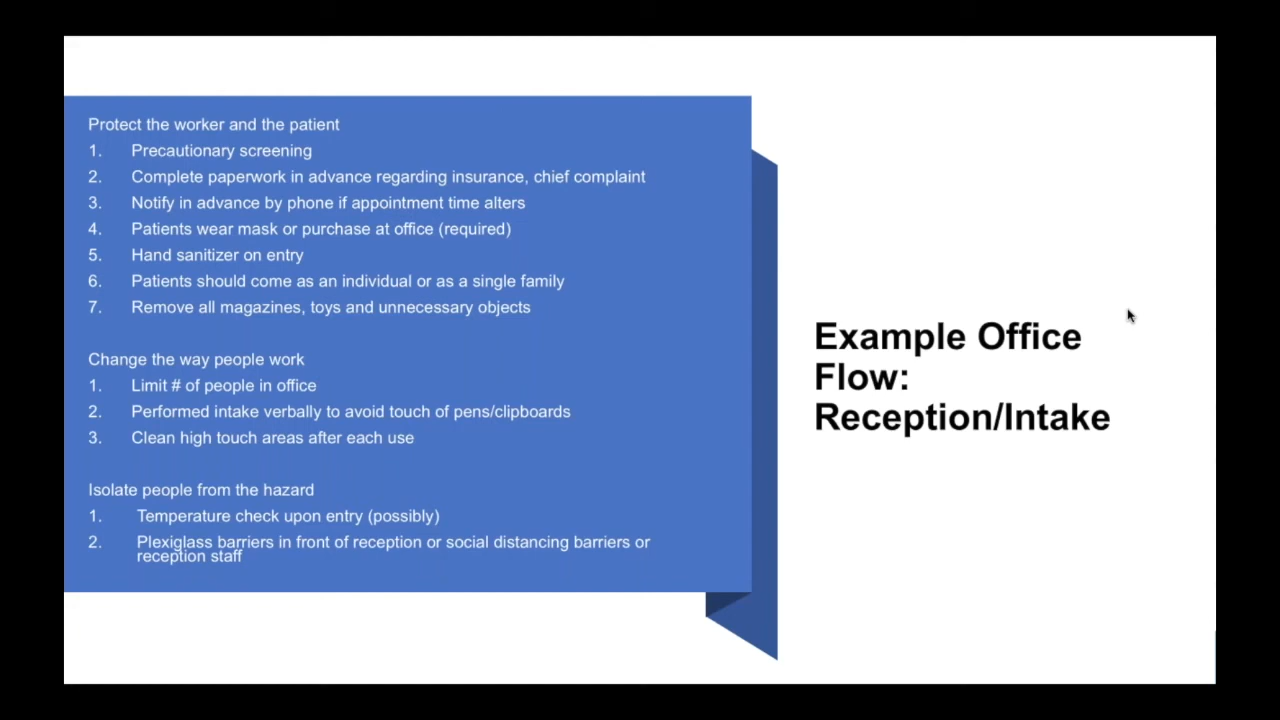 Protect the worker and the patient
1. Precautionary screening
2. Complete paperwork in advance regarding insurance, chief complaint
3. Notify in advance by phone if appointment time alters
4. Patients wear mask or purchase at office (required)
5. Hand sanitizer on entry
6. Patients should come as an individual or as a single family
7. Remove all magazines, toys and unnecessary objects
Change the way people work
1. Limit # of people in office
2. Performed intake verbally to avoid touch of pens/clipboards
3. Clean high touch areas after each use
Isolate people from the hazard
1. Temperature check upon entry (possibly)
2. Plexiglass barriers in front of reception or social distancing barriers or
reception staff
Example Office
Flow:
Reception/Intake